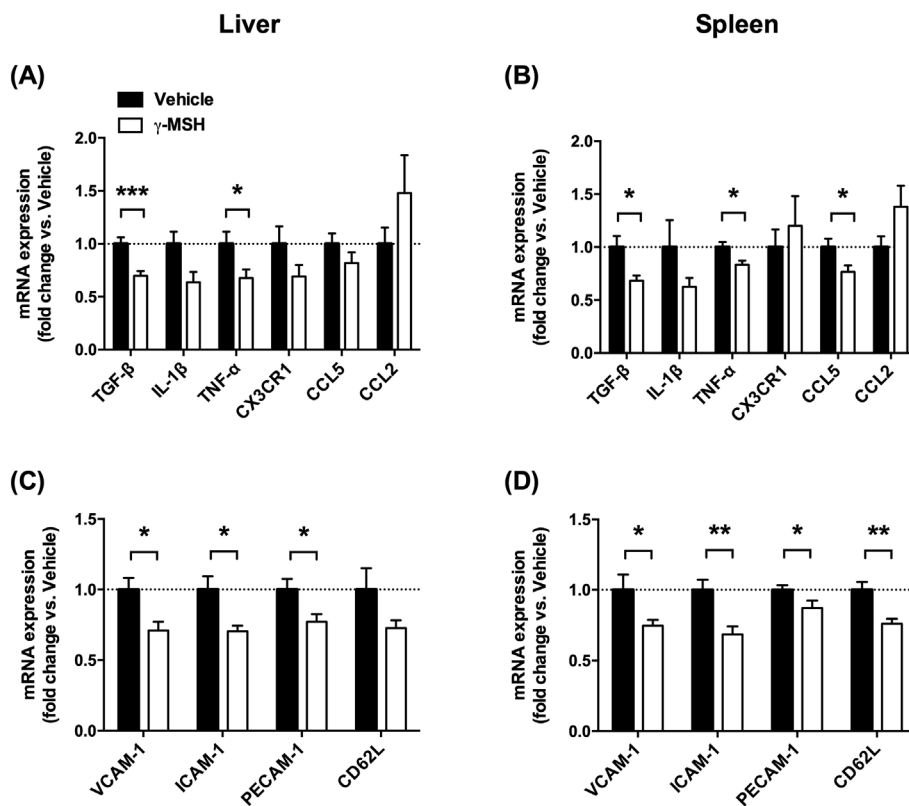 Liver
Spleen
(A)
Vehicle
γ-MSH
mRNA expression
(fold change vs. Vehicle)
2.0
1.5
1.0
0.5
0.0
***
*
TGF-β
IL-1β
TNF-α
CX3CR1
CCL5
CCL2
(B)
mRNA expression
(fold change vs. Vehicle)
2.0
1.5
1.0
0.5
0.0
*
*
*
TGF-β
IL-1β
TNF-α
CX3CR1
CCL5
CCL2
(C)
mRNA expression
(fold change vs. Vehicle)
1.5
1.0
0.5
0.0
*
*
*
VCAM-1
ICAM-1
PECAM-1
CD62L
(D)
mRNA expression
(fold change vs. Vehicle)
1.5
1.0
0.5
0.0
*
**
*
**
VCAM-1
ICAM-1
PECAM-1
CD62L